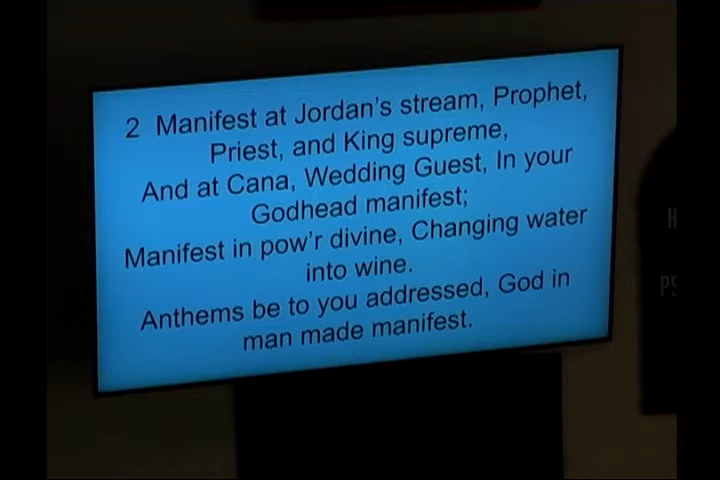 2 Manifest at Jordan's stream, Prophet,
Priest, and King supreme,
And at Cana, Wedding Guest, In your
Godhead manifest;
Manifest in pow'r divine, Changing water
into wine.
Anthems be to you addressed, God in
man made manifest.
H
PS